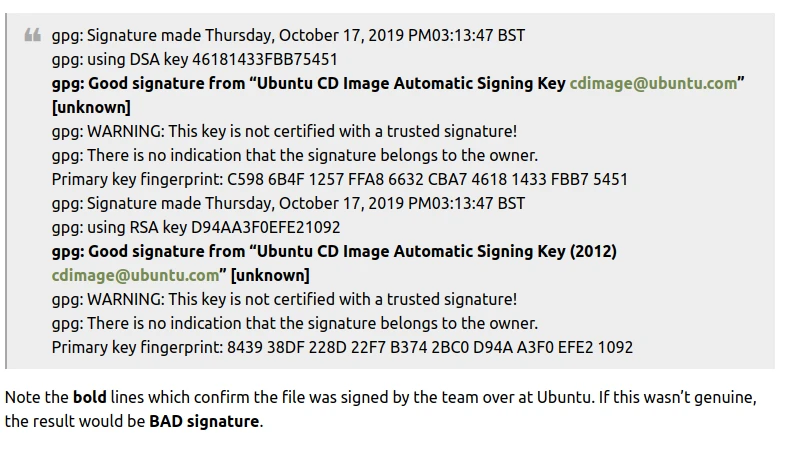 gpg: Signature made Thursday, October 17, 2019 PM03:13:47 BST
gpg: using DSA key 46181433FBB75451
gpg: Good signature from “Ubuntu CD Image Automatic Signing Key cdimage@ubuntu.com”
[unknown]
gpg: WARNING: This key is not certified with a trusted signature!
gpg: There is no indication that the signature belongs to the owner.
Primary key fingerprint: C598 6B4F 1257 FFA8 6632 CBA7 4618 1433 FBB7 5451
gpg: Signature made Thursday, October 17, 2019 PM03:13:47 BST
gpg: using RSA key D94AA3F0EFE21092
gpg: Good signature from “Ubuntu CD Image Automatic Signing Key (2012)
cdimage@ubuntu.com” [unknown]
gpg: WARNING: This key is not certified with a trusted signature!
gpg: There is no indication that the signature belongs to the owner.
Primary key fingerprint: 8439 38DF 228D 22F7 B374 2BC0 D94A A3F0 EFE2 1092
Note the bold lines which confirm the file was signed by the team over at Ubuntu. If this wasn’t genuine,
the result would be BAD signature.